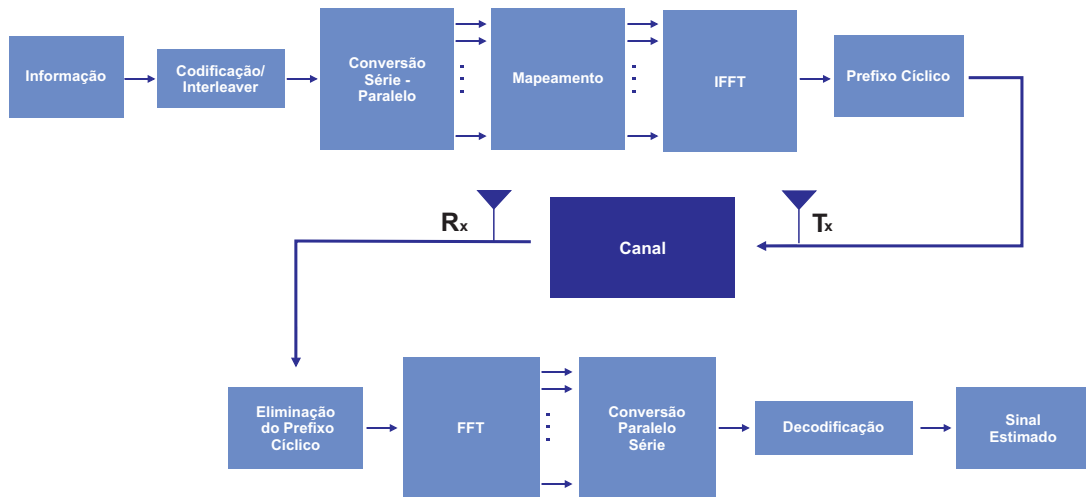 Informação
Codificação/
Interleaver
Conversão
Série -
Paralelo
Mapeamento
IFFT
Prefixo Cíclico
Rx
Canal
Tx
Eliminação
do Prefixo
Cíclico
FFT
Conversão
Paralelo
Série
Decodificação
Sinal
Estimado